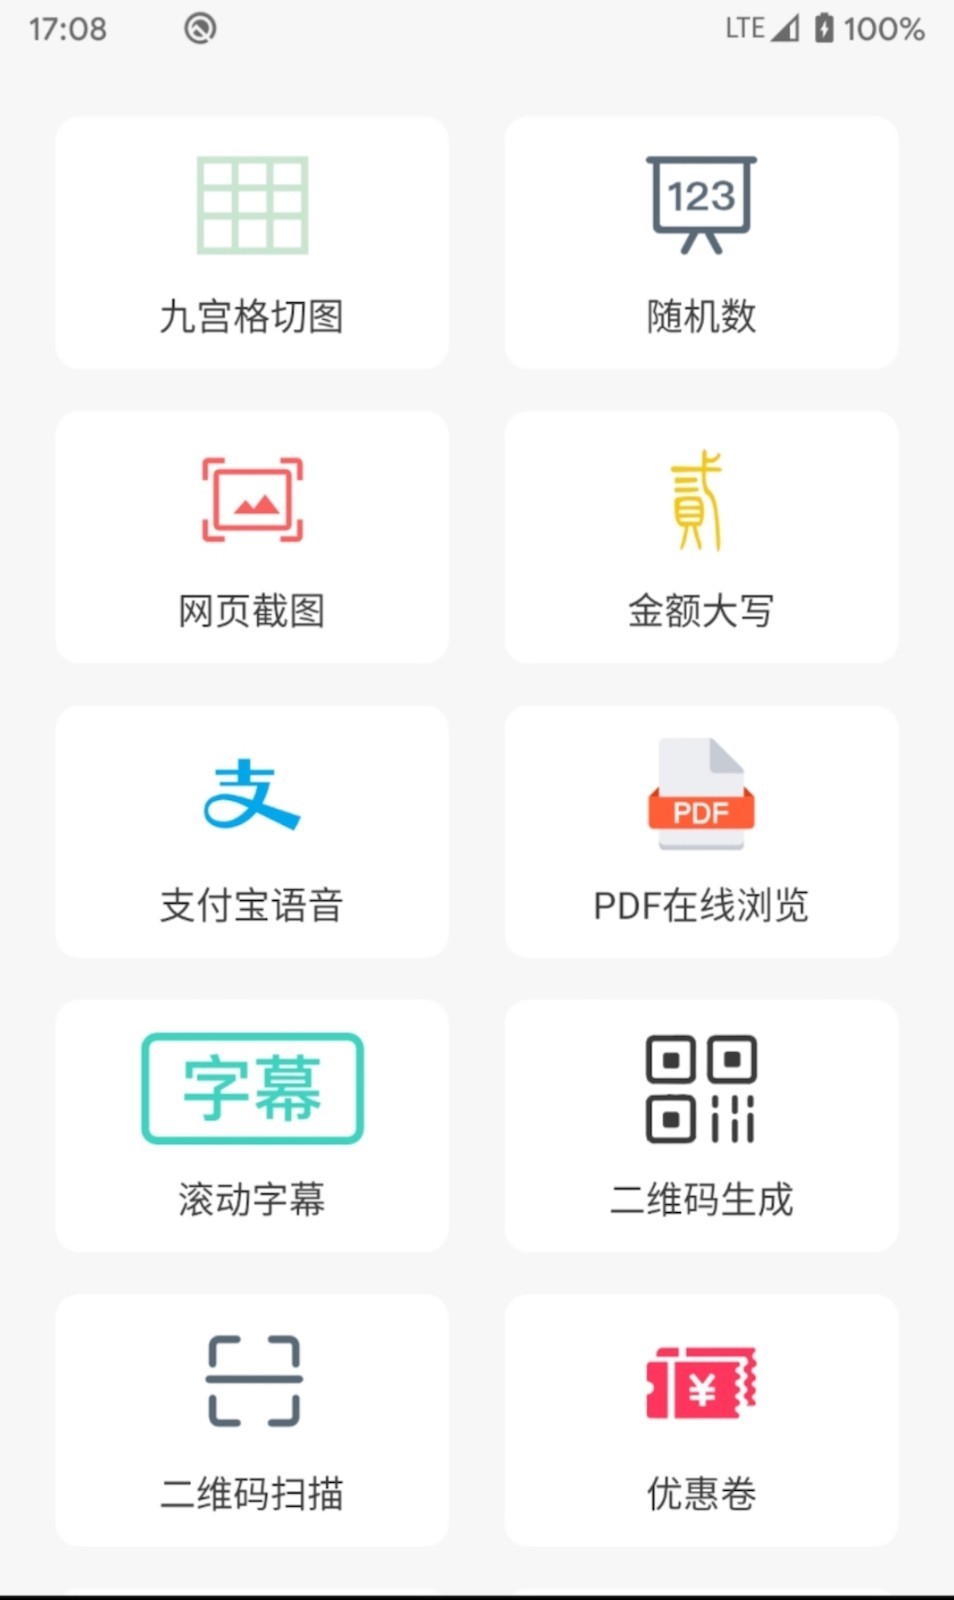 17:08 LTE 100%
123
九宫格切图 随机数
貳
网页截图 金额大写
支 PDF
支付宝语音 PDF在线浏览
字幕
滚动字幕 二维码生成
¥
二维码扫描 优惠卷